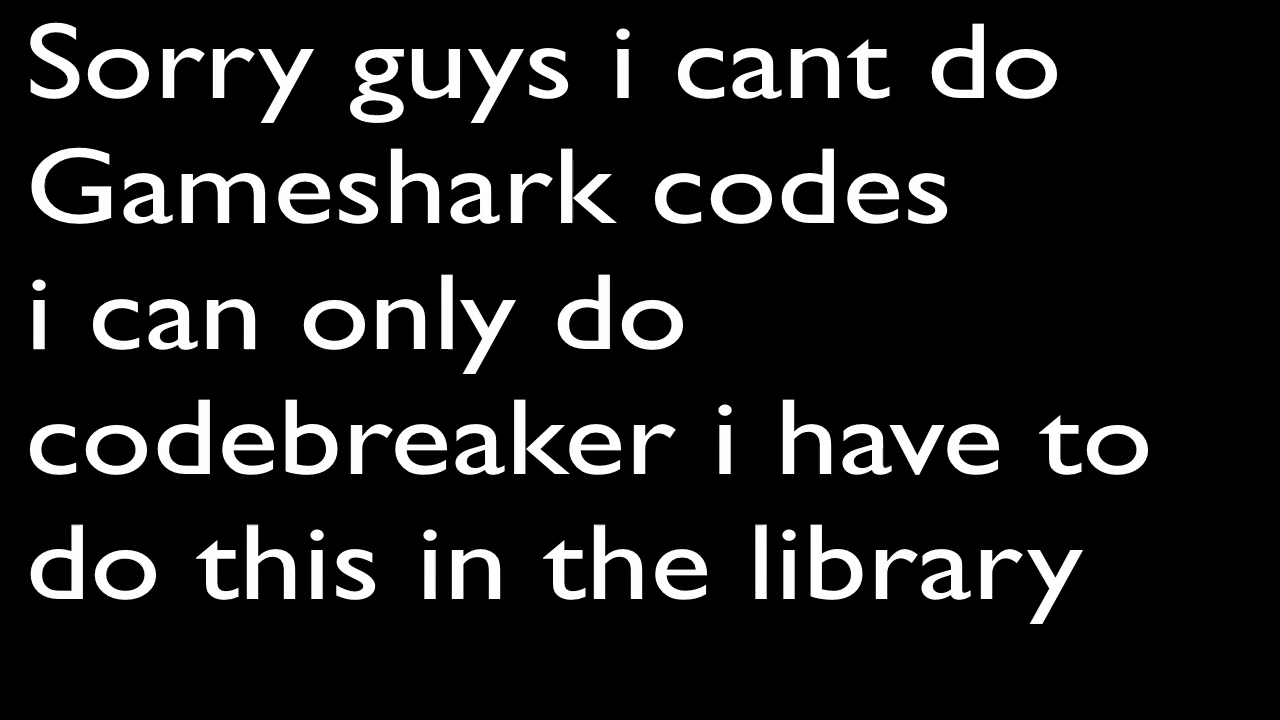 Sorry guys i cant do
Gameshark codes
i can only do
codebreaker i have to
do this in the library